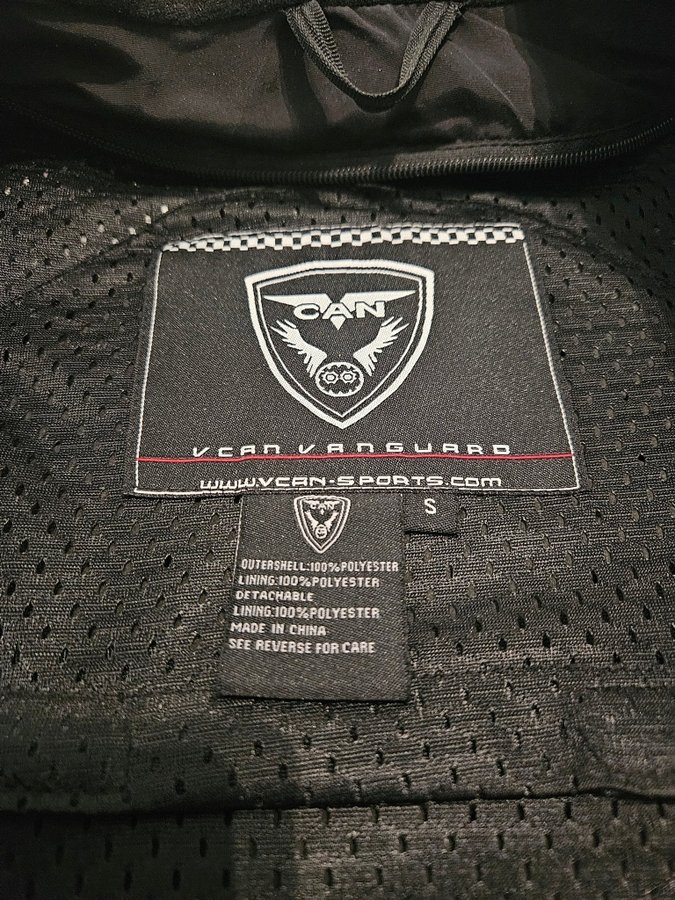 CAN
VCAN VANGUARD
WWW.VCAN-SPORTS.COM
S
OUTERSHELL:100%POLYESTER
LINING:100%POLYESTER
DETACHABLE
LINING:100%POLYESTER
MADE IN CHINA
SEE REVERSE FOR CARE